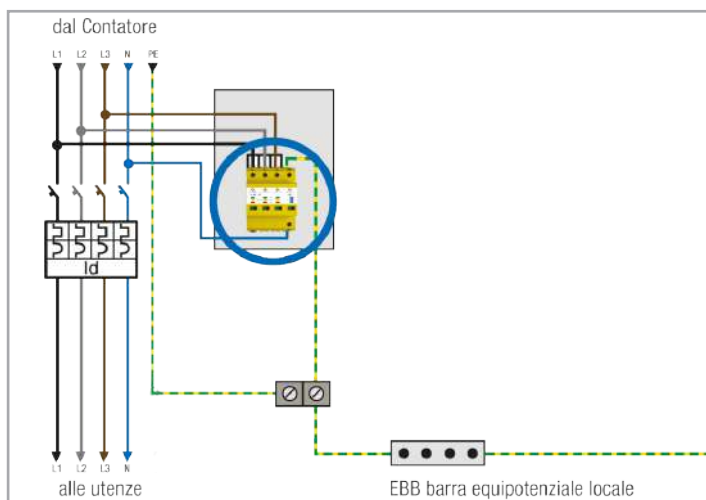 dal Contatore
L1 L2 L3 N PE
Id
L1 L2 L3 N
alle utenze
EBB barra equipotenziale locale